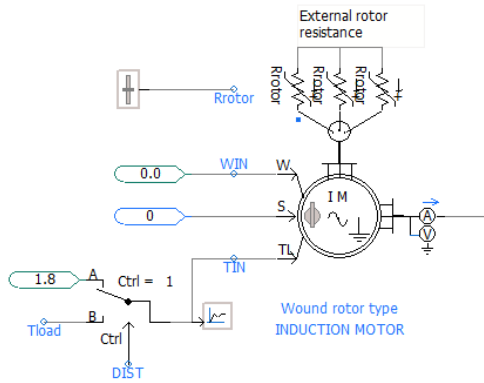 External rotor
resistance
Rrotor
Rrotor
Rrotor
Rrotor
WIN
W
0.0
I M
S
0
A
V
TL
TIN
1.8
A
Ctrl = 1
B
Tload
Ctrl
Wound rotor type
INDUCTION MOTOR
DIST